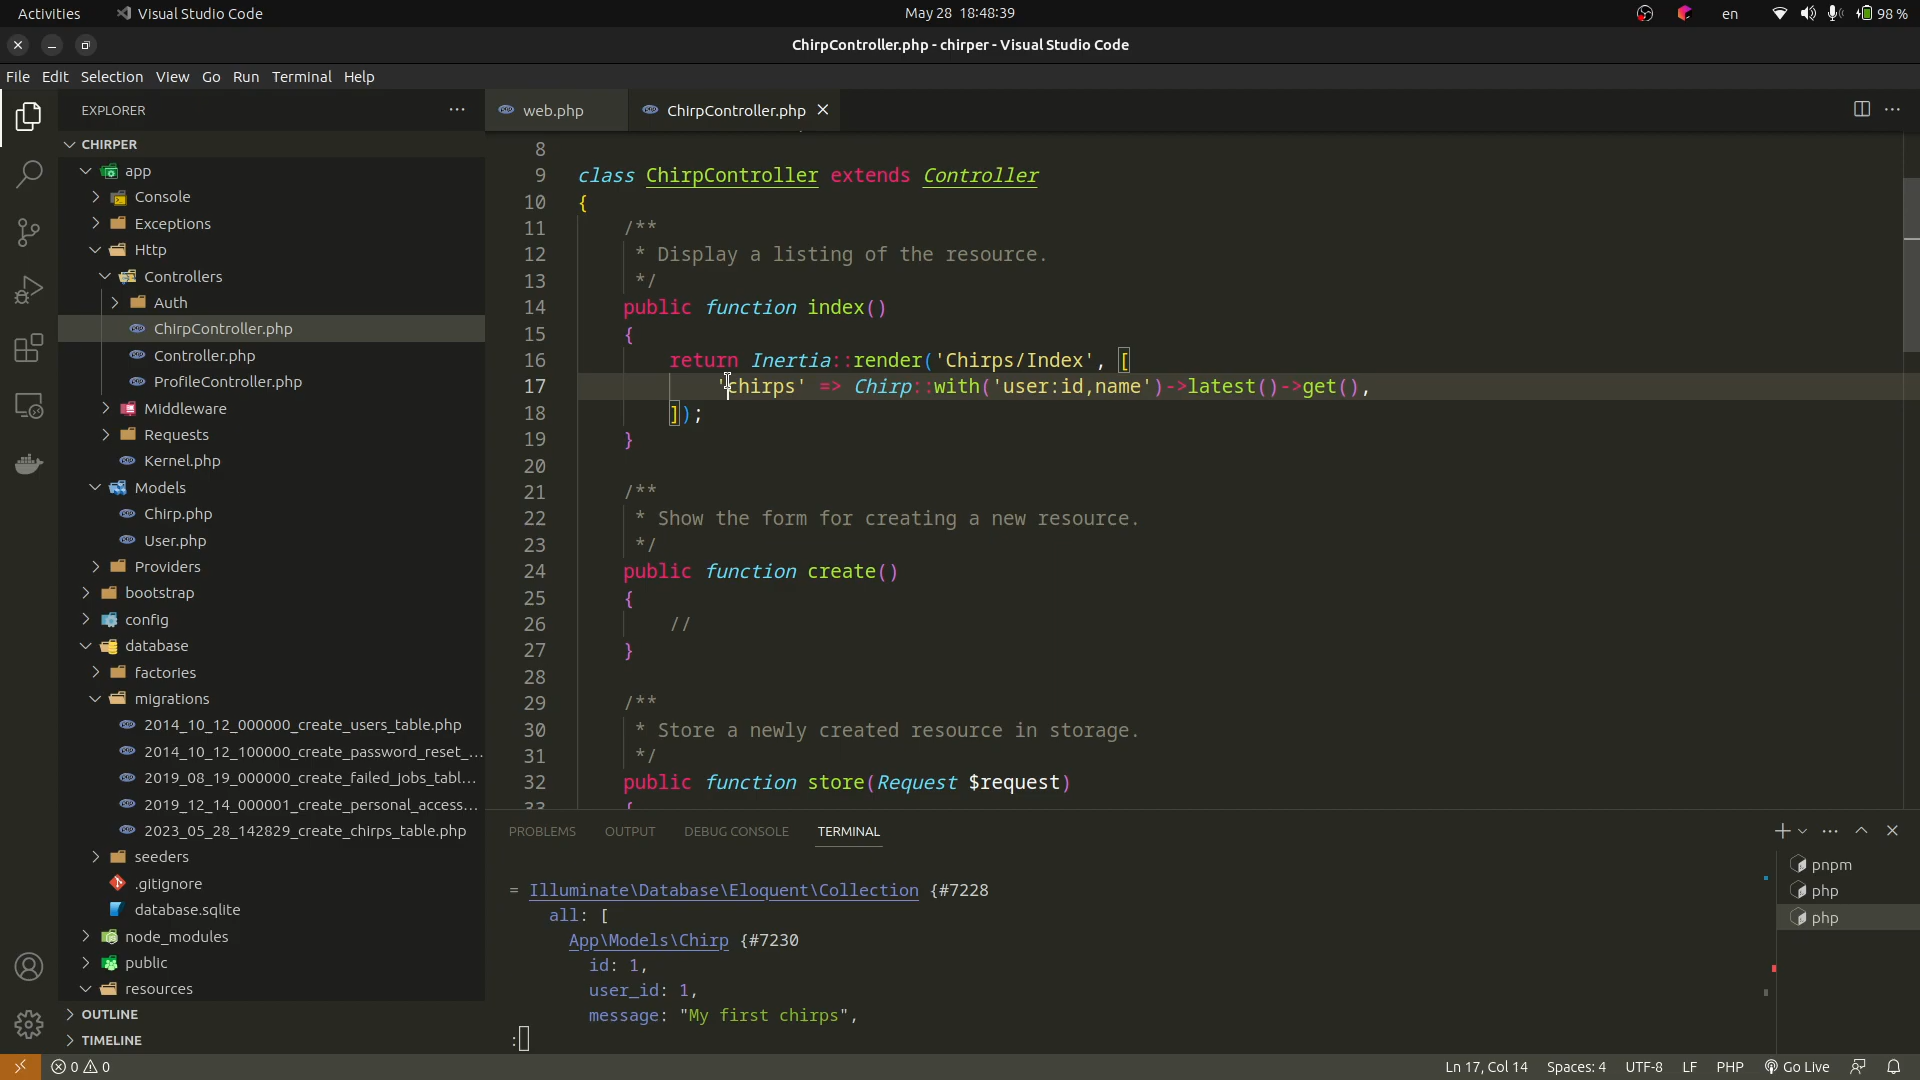 Activities
Visual Studio Code
May 28 18:48:39
en
98 %
ChirpController.php - chirper - Visual Studio Code
File Edit Selection View Go Run Terminal Help
EXPLORER
CHIRPER
app
Console
Exceptions
Http
Controllers
Auth
ChirpController.php
Controller.php
ProfileController.php
Middleware
Requests
Kernel.php
Models
Chirp.php
User.php
Providers
bootstrap
config
database
factories
migrations
2014_10_12_000000_create_users_table.php
2014_10_12_100000_create_password_reset_...
2019_08_19_000000_create_failed_jobs_tabl...
2019_12_14_000001_create_personal_access...
2023_05_28_142829_create_chirps_table.php
seeders
.gitignore
database.sqlite
node_modules
public
resources
OUTLINE
TIMELINE
web.php
ChirpController.php
8
9 class ChirpController extends Controller
10 {
11 /**
12 * Display a listing of the resource.
13 */
14 public function index()
15 {
16 return Inertia::render('Chirps/Index', [
17 'chirps' => Chirp::with('user:id,name')->latest()->get(),
18 ]);
19 }
20
21 /**
22 * Show the form for creating a new resource.
23 */
24 public function create()
25 {
26 //
27 }
28
29 /**
30 * Store a newly created resource in storage.
31 */
32 public function store(Request $request)
33 {
PROBLEMS OUTPUT DEBUG CONSOLE TERMINAL
= Illuminate\Database\Eloquent\Collection {#7228
all: [
App\Models\Chirp {#7230
id: 1,
user_id: 1,
message: "My first chirps",
:
pnpm
php
php
0 0
Ln 17, Col 14 Spaces: 4 UTF-8 LF PHP Go Live